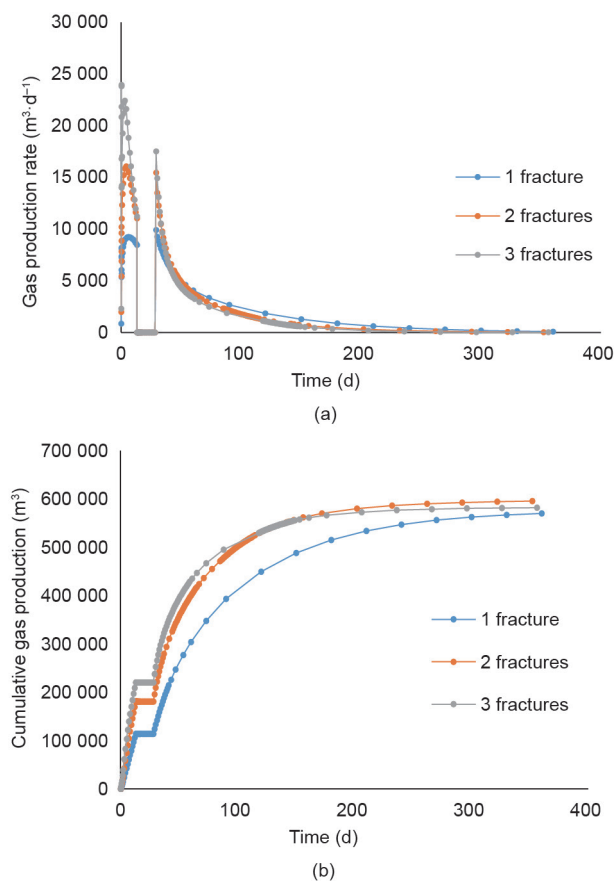 Gas production rate (m³·d⁻¹)
30 000
25 000
20 000
15 000
10 000
5 000
0
0
100
200
300
400
1 fracture
2 fractures
3 fractures
Time (d)
(a)
Cumulative gas production (m³)
700 000
600 000
500 000
400 000
300 000
200 000
100 000
0
0
100
200
300
400
1 fracture
2 fractures
3 fractures
Time (d)
(b)